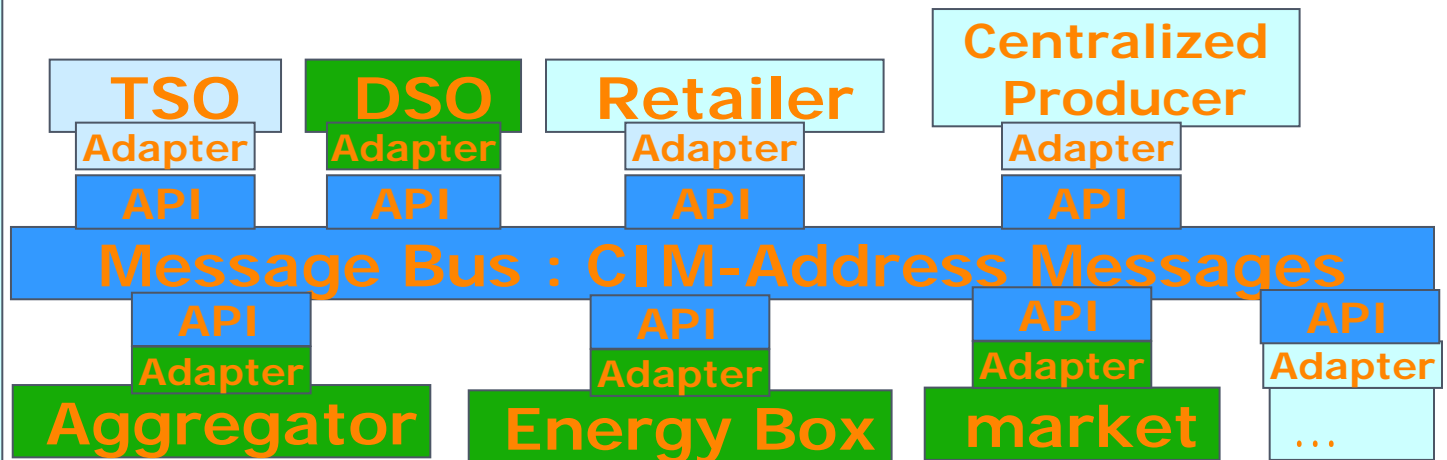 Centralized
Producer
TSO
DSO
Retailer
Adapter
Adapter
Adapter
Adapter
API
API
API
API
Message Bus : CIM-Address Messages
API
API
API
API
Adapter
Adapter
Adapter
Adapter
Aggregator
Energy Box
market
...